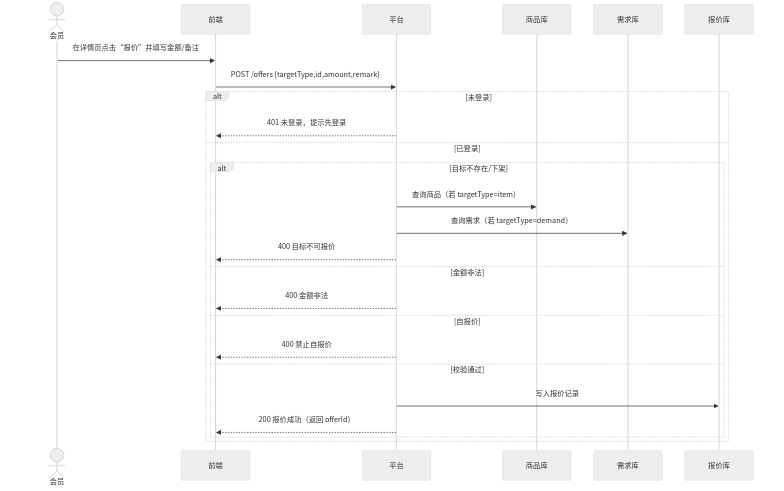 前端
平台
商品库
需求库
报价库
会员
在详情页点击“报价”并填写金额/备注
POST /offers (targetType,id,amount,remark)
alt
[未登录]
401 未登录，提示先登录
[已登录]
alt
[目标不存在/下架]
查询商品（若 targetType=item）
查询需求（若 targetType=demand）
400 目标不可报价
[金额非法]
400 金额非法
[自报价]
400 禁止自报价
[校验通过]
写入报价记录
200 报价成功（返回 offerId）
前端
平台
商品库
需求库
报价库
会员